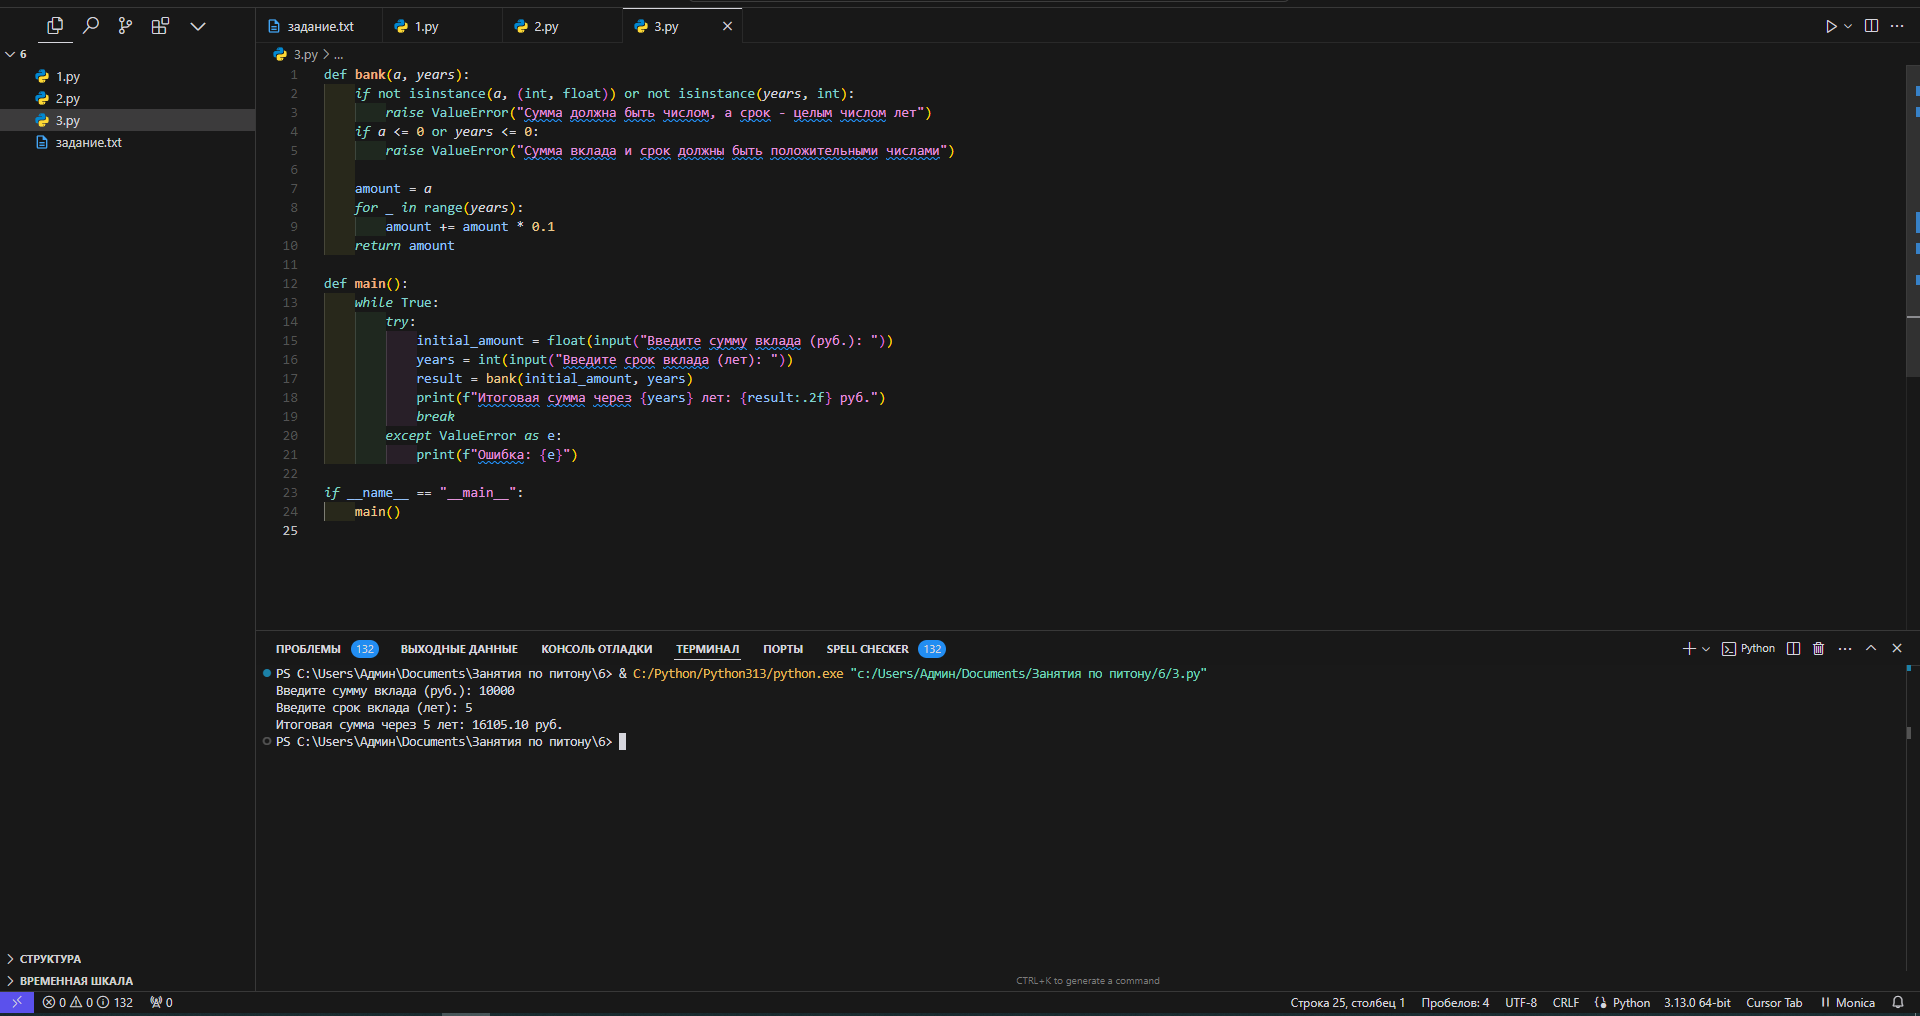 задание.txt
1.py
2.py
3.py
6
1.py
2.py
3.py
задание.txt
3.py > ...
1 def bank(a, years):
2 if not isinstance(a, (int, float)) or not isinstance(years, int):
3 raise ValueError("Сумма должна быть числом, а срок - целым числом лет")
4 if a <= 0 or years <= 0:
5 raise ValueError("Сумма вклада и срок должны быть положительными числами")
6
7 amount = a
8 for _ in range(years):
9 amount += amount * 0.1
10 return amount
11
12 def main():
13 while True:
14 try:
15 initial_amount = float(input("Введите сумму вклада (руб.): "))
16 years = int(input("Введите срок вклада (лет): "))
17 result = bank(initial_amount, years)
18 print(f"Итоговая сумма через {years} лет: {result:.2f} руб.")
19 break
20 except ValueError as e:
21 print(f"Ошибка: {e}")
22
23 if __name__ == "__main__":
24 main()
25
ПРОБЛЕМЫ 132 ВЫХОДНЫЕ ДАННЫЕ КОНСОЛЬ ОТЛАДКИ ТЕРМИНАЛ ПОРТЫ SPELL CHECKER 132 Python
PS C:\Users\Админ\Documents\Занятия по питону\6> & C:/Python/Python313/python.exe "c:/Users/Админ/Documents/Занятия по питону/6/3.py"
Введите сумму вклада (руб.): 10000
Введите срок вклада (лет): 5
Итоговая сумма через 5 лет: 16105.10 руб.
PS C:\Users\Админ\Documents\Занятия по питону\6>
СТРУКТУРА
ВРЕМЕННАЯ ШКАЛА
CTRL+K to generate a command
0 0 132 0 Строка 25, столбец 1 Пробелов: 4 UTF-8 CRLF Python 3.13.0 64-bit Cursor Tab Monica